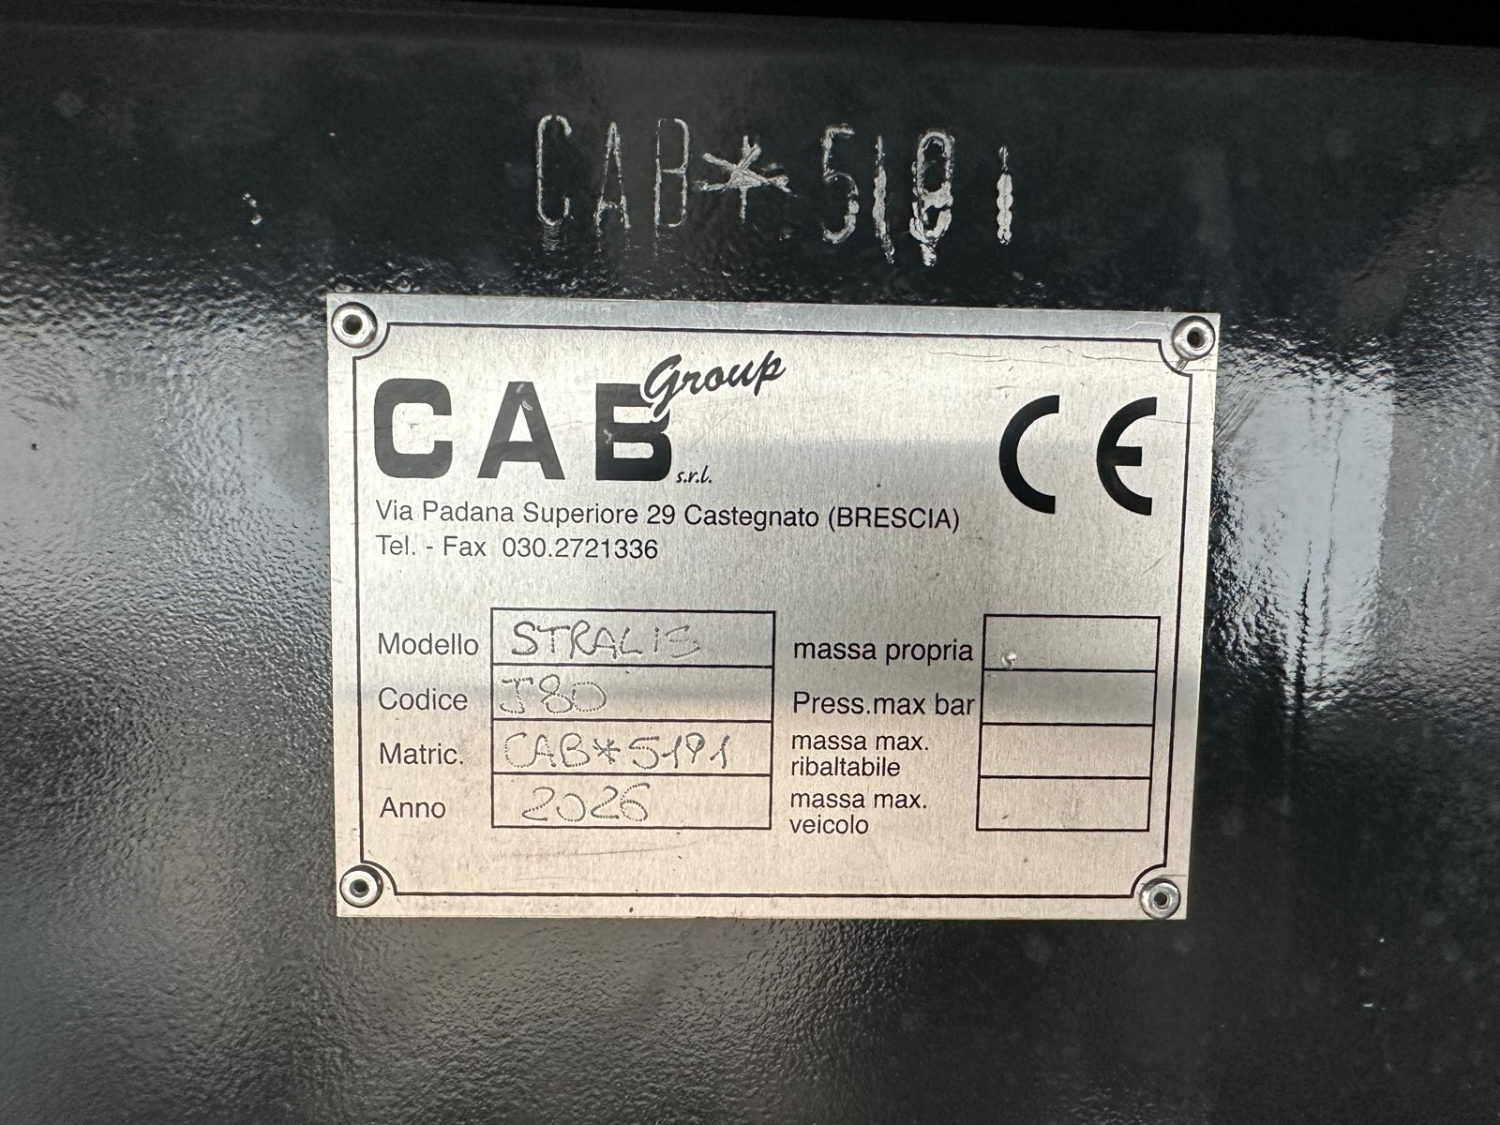 CAB*5191
CAB Group s.r.l.
CE
Via Padana Superiore 29 Castegnato (BRESCIA)
Tel. - Fax 030.2721336
Modello STRALIS
Codice J80
Matric. CAB*5191
Anno 2026
massa propria
Press.max bar
massa max.
ribaltabile
massa max.
veicolo